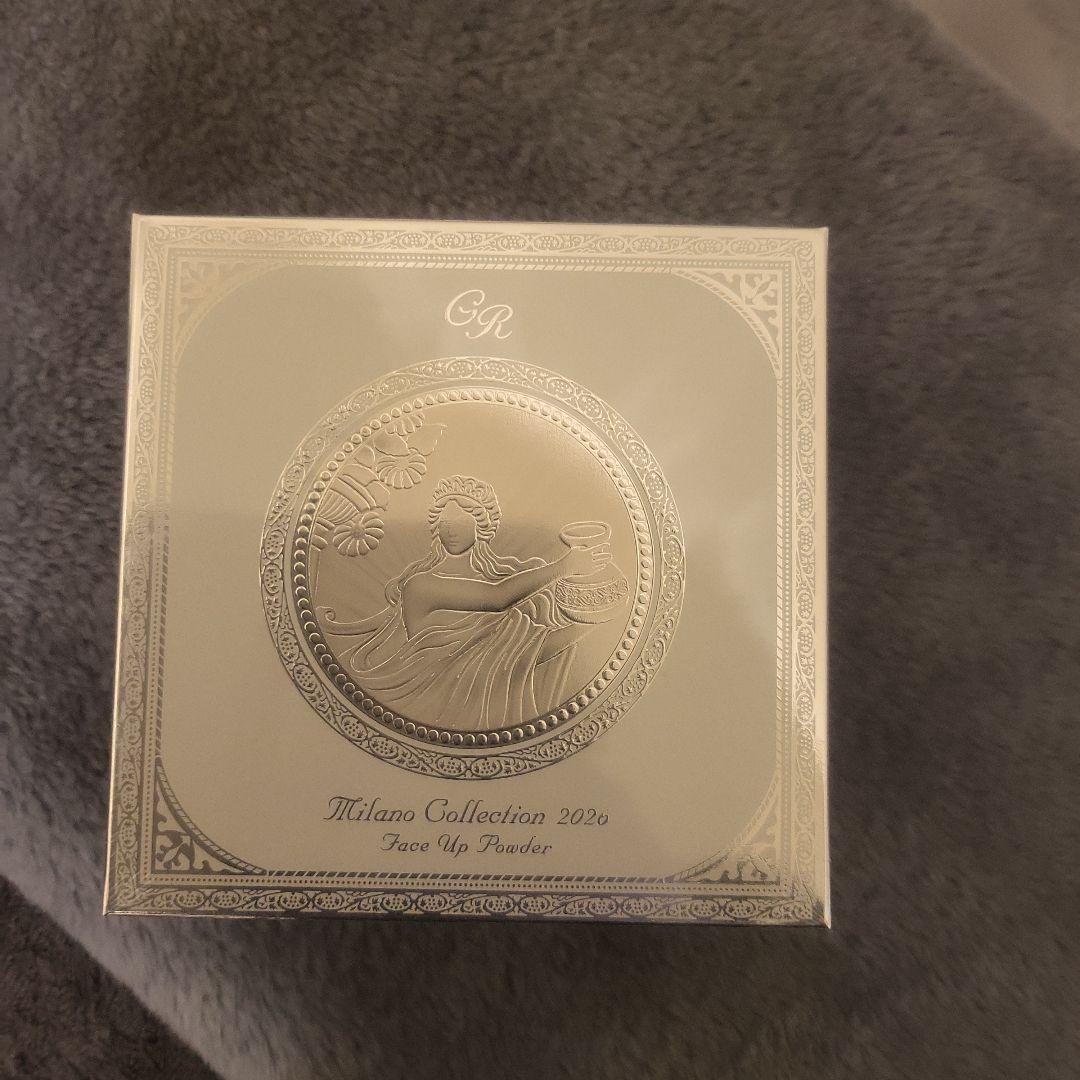 GR
Milano Collection 2026
Face Up Powder